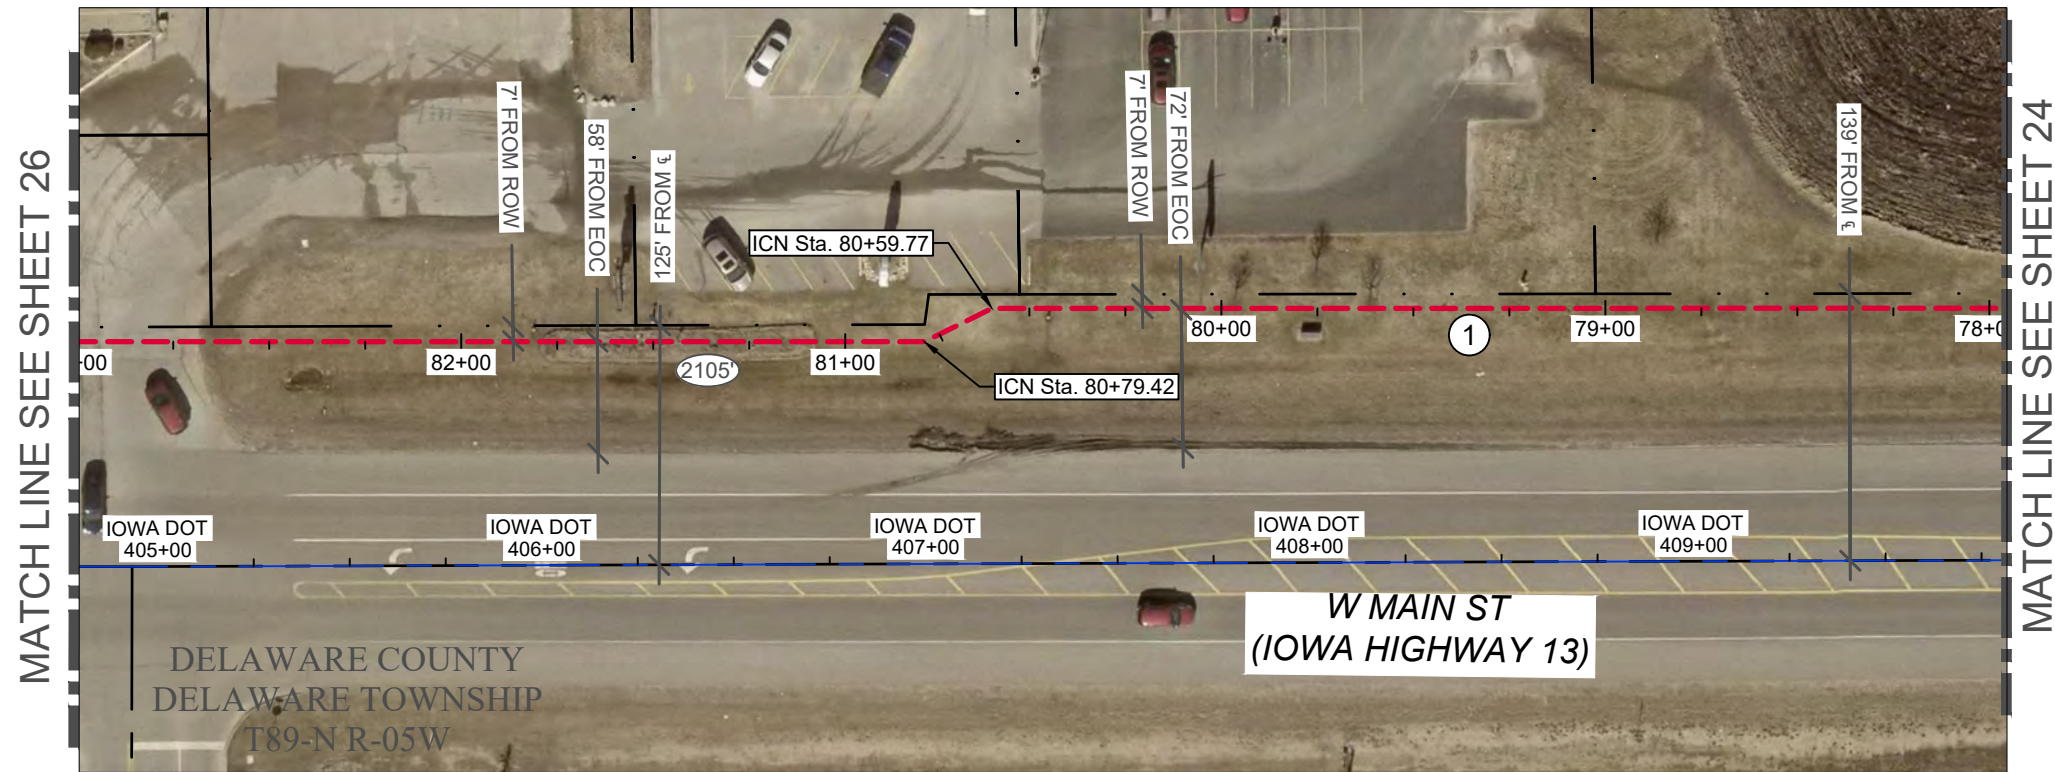 MATCH LINE SEE SHEET 26
7' FROM ROW
58' FROM EOC
125' FROM ℄
ICN Sta. 80+59.77
7' FROM ROW
72' FROM EOC
139' FROM ℄
MATCH LINE SEE SHEET 24
+00
82+00
2105'
81+00
ICN Sta. 80+79.42
80+00
1
79+00
78+0
IOWA DOT
405+00
IOWA DOT
406+00
IOWA DOT
407+00
IOWA DOT
408+00
IOWA DOT
409+00
W MAIN ST
(IOWA HIGHWAY 13)
DELAWARE COUNTY
DELAWARE TOWNSHIP
T89-N R-05W